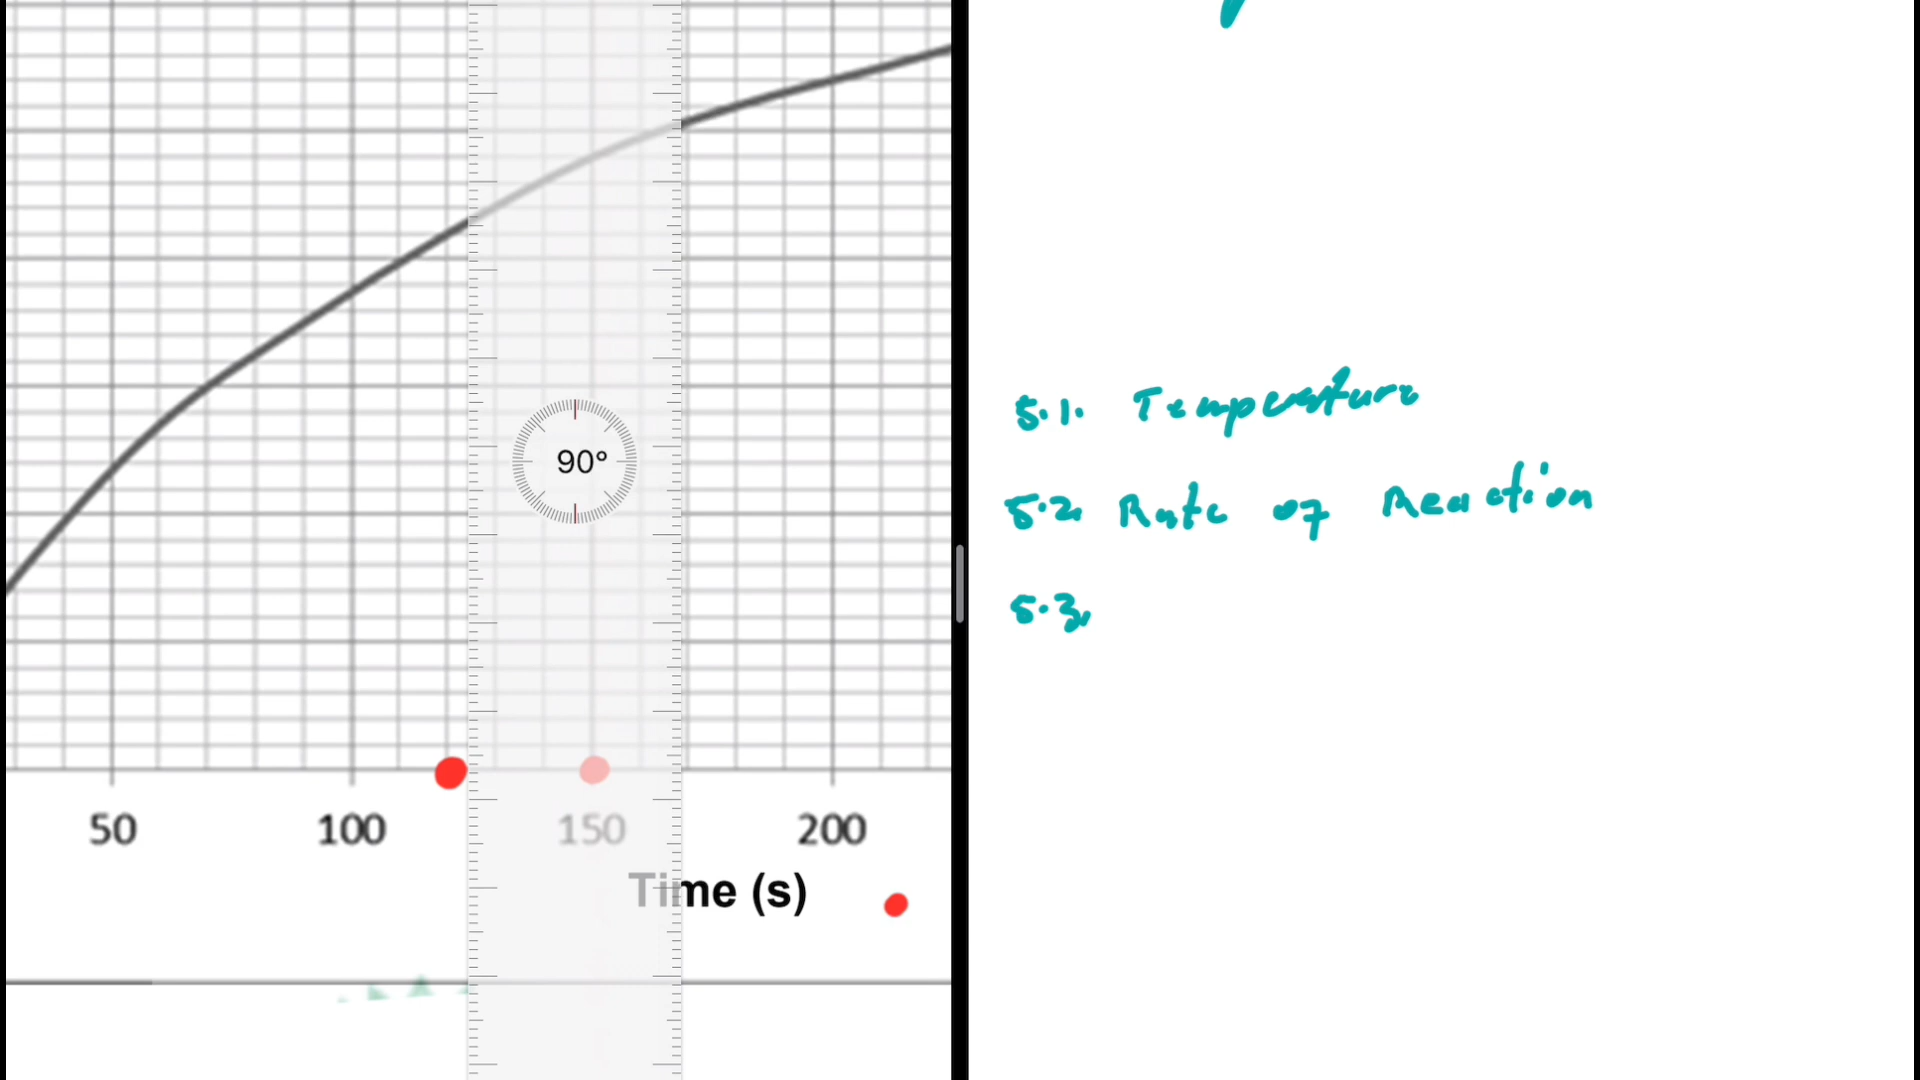 50 100 150 200
Time (s)
90°
5.1. Temperature
5.2. Rate of Reaction
5.3.